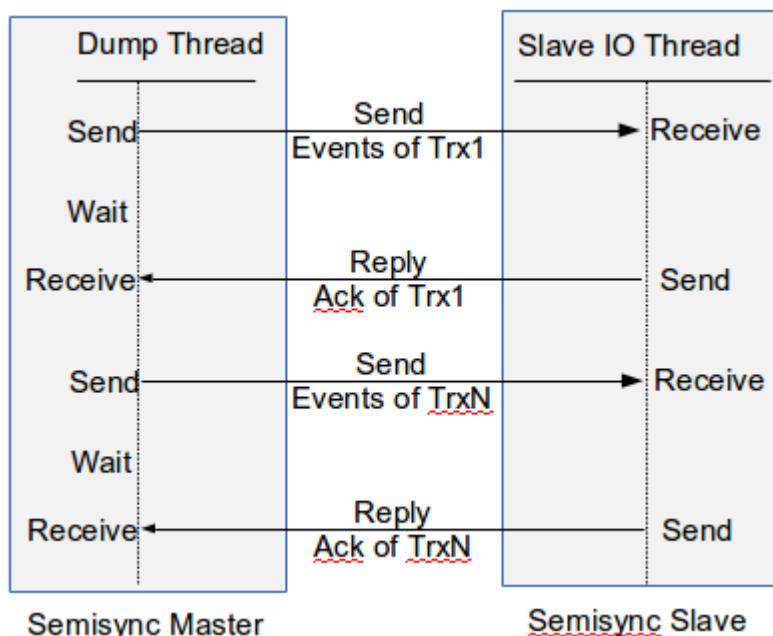 Dump Thread
Slave IO Thread
Send
Send
Events of Trx1
Receive
Wait
Receive
Reply
Ack of Trx1
Send
Send
Send
Events of TrxN
Receive
Wait
Receive
Reply
Ack of TrxN
Send
Semisync Master
Semisync Slave